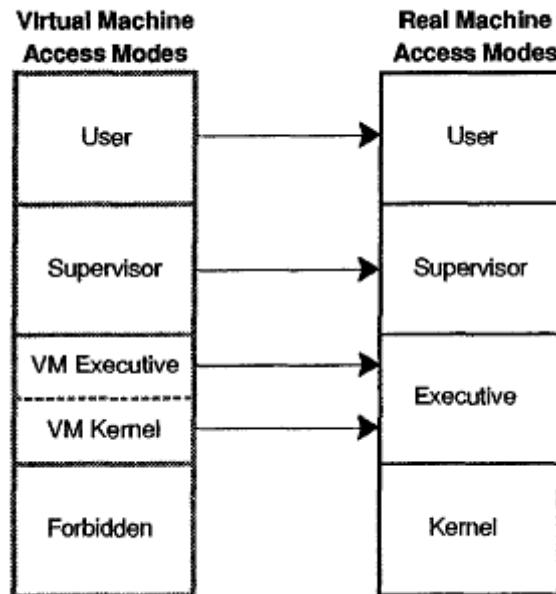 Virtual Machine
Access Modes
Real Machine
Access Modes
User
User
Supervisor
Supervisor
VM Executive
VM Kernel
Executive
Forbidden
Kernel